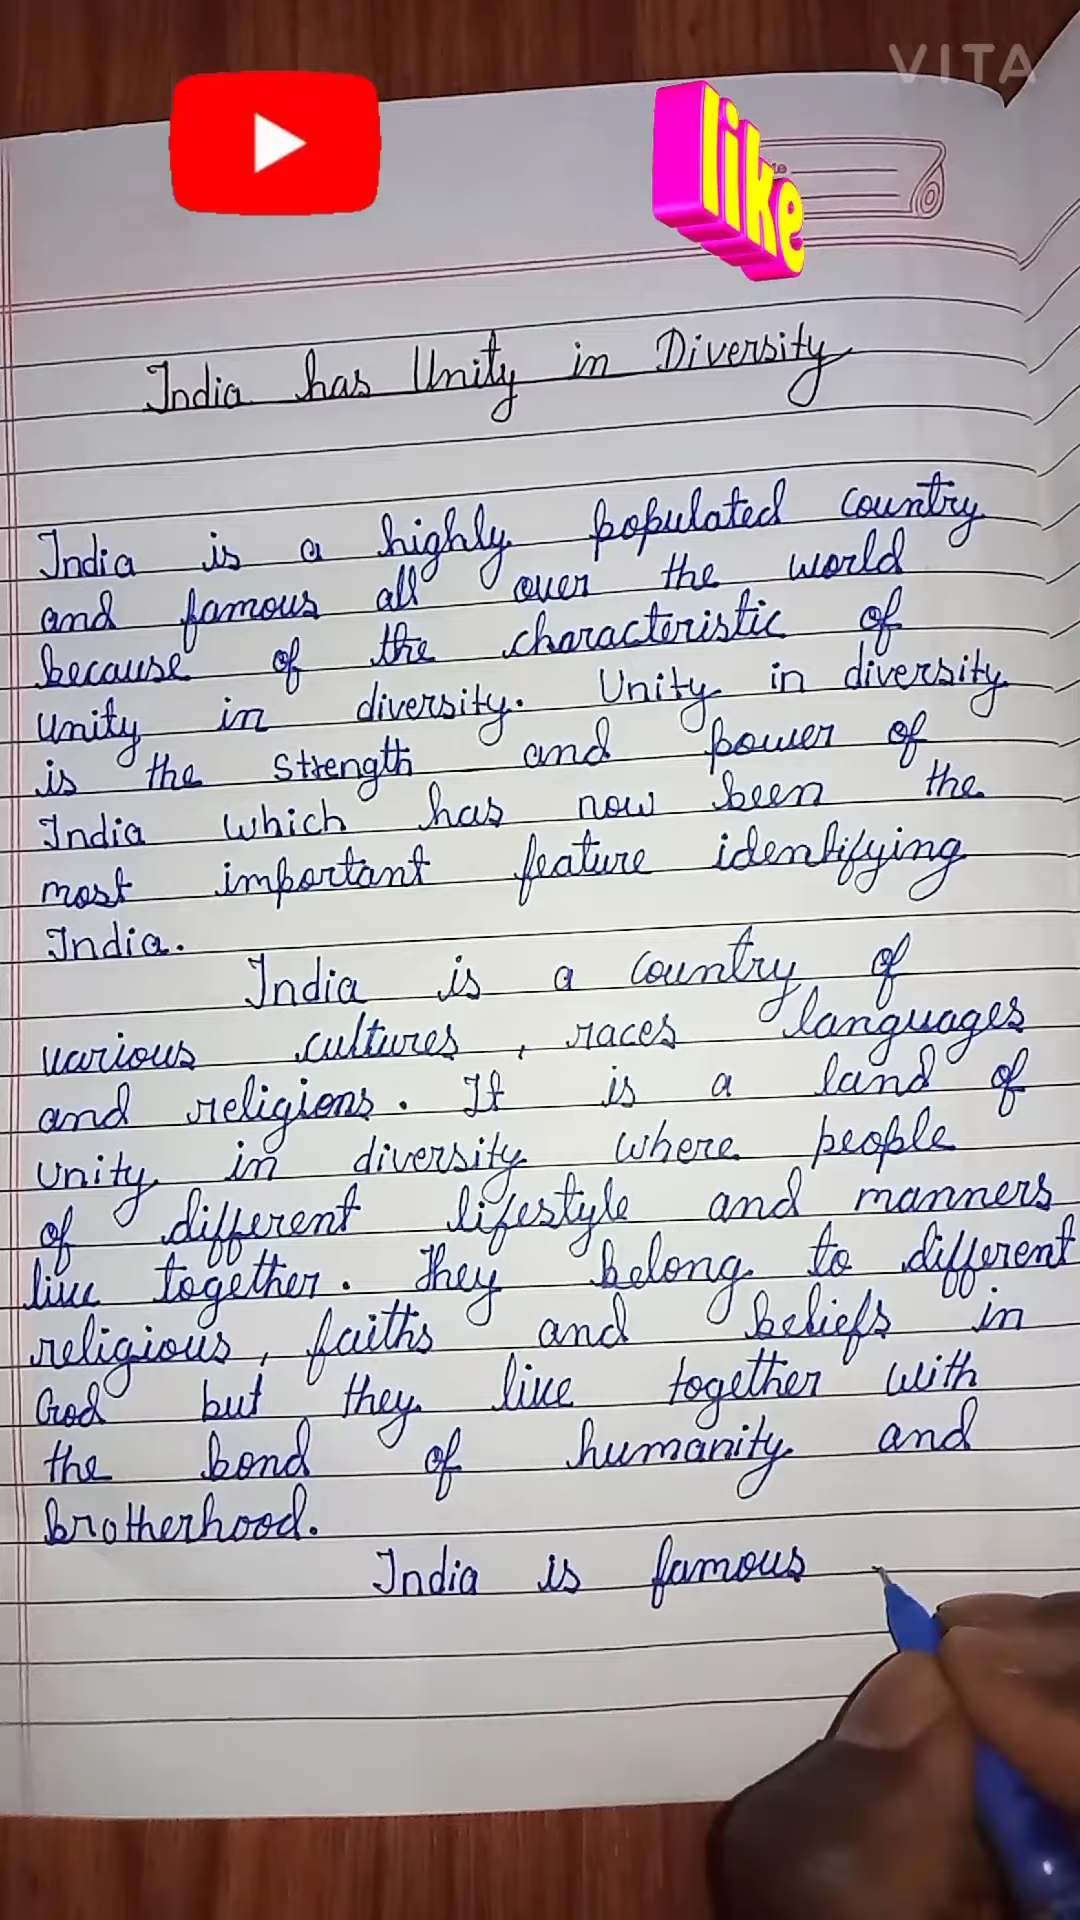 VITA
like
India has Unity in Diversity
India is a highly populated country
and famous all over the world
because of the characteristic of
unity in diversity. Unity in diversity
is the strength and power of
India which has now been the
most important feature identifying
India.
India is a country of
various cultures, races languages
and religions. It is a land of
unity in diversity where people
of different lifestyle and manners
live together. They belong to different
religious, faiths and beliefs in
God but they live together with
the bond of humanity and
brotherhood.
India is famous